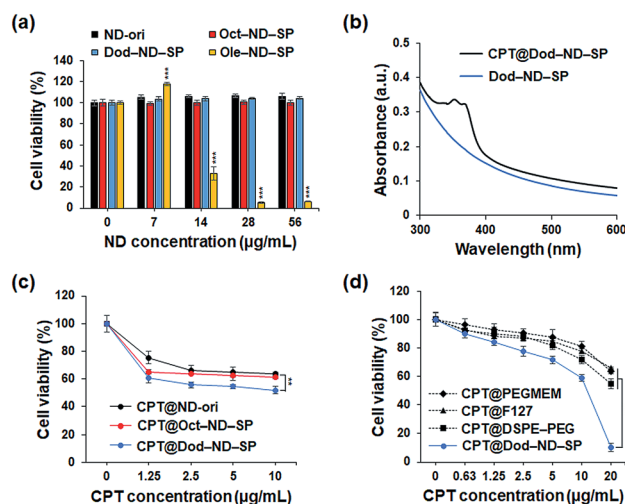 (a)
ND-ori
Oct–ND–SP
Dod–ND–SP
Ole–ND–SP
Cell viability (%)
140
120
100
80
60
40
20
0
***
***
***
***
0 7 14 28 56
ND concentration (µg/mL)
(b)
CPT@Dod–ND–SP
Dod–ND–SP
Absorbance (a.u.)
0.5
0.4
0.3
0.2
0.1
0
300 400 500 600
Wavelength (nm)
(c)
Cell viability (%)
120
100
80
60
40
20
0
**
CPT@ND-ori
CPT@Oct–ND–SP
CPT@Dod–ND–SP
0 1.25 2.5 5 10
CPT concentration (µg/mL)
(d)
Cell viability (%)
120
100
80
60
40
20
0
CPT@PEGMEM
CPT@F127
CPT@DSPE–PEG
CPT@Dod–ND–SP
0 0.63 1.25 2.5 5 10 20
CPT concentration (µg/mL)